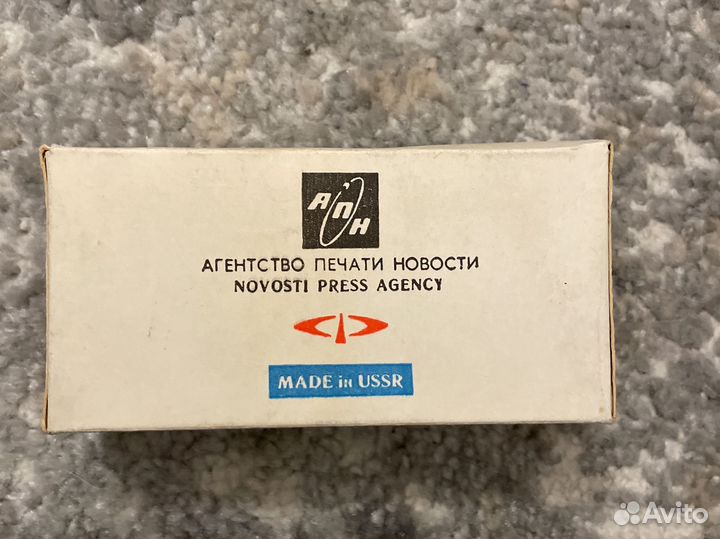 АПН
АГЕНТСТВО ПЕЧАТИ НОВОСТИ
NOVOSTI PRESS AGENCY
MADE in USSR
Avito